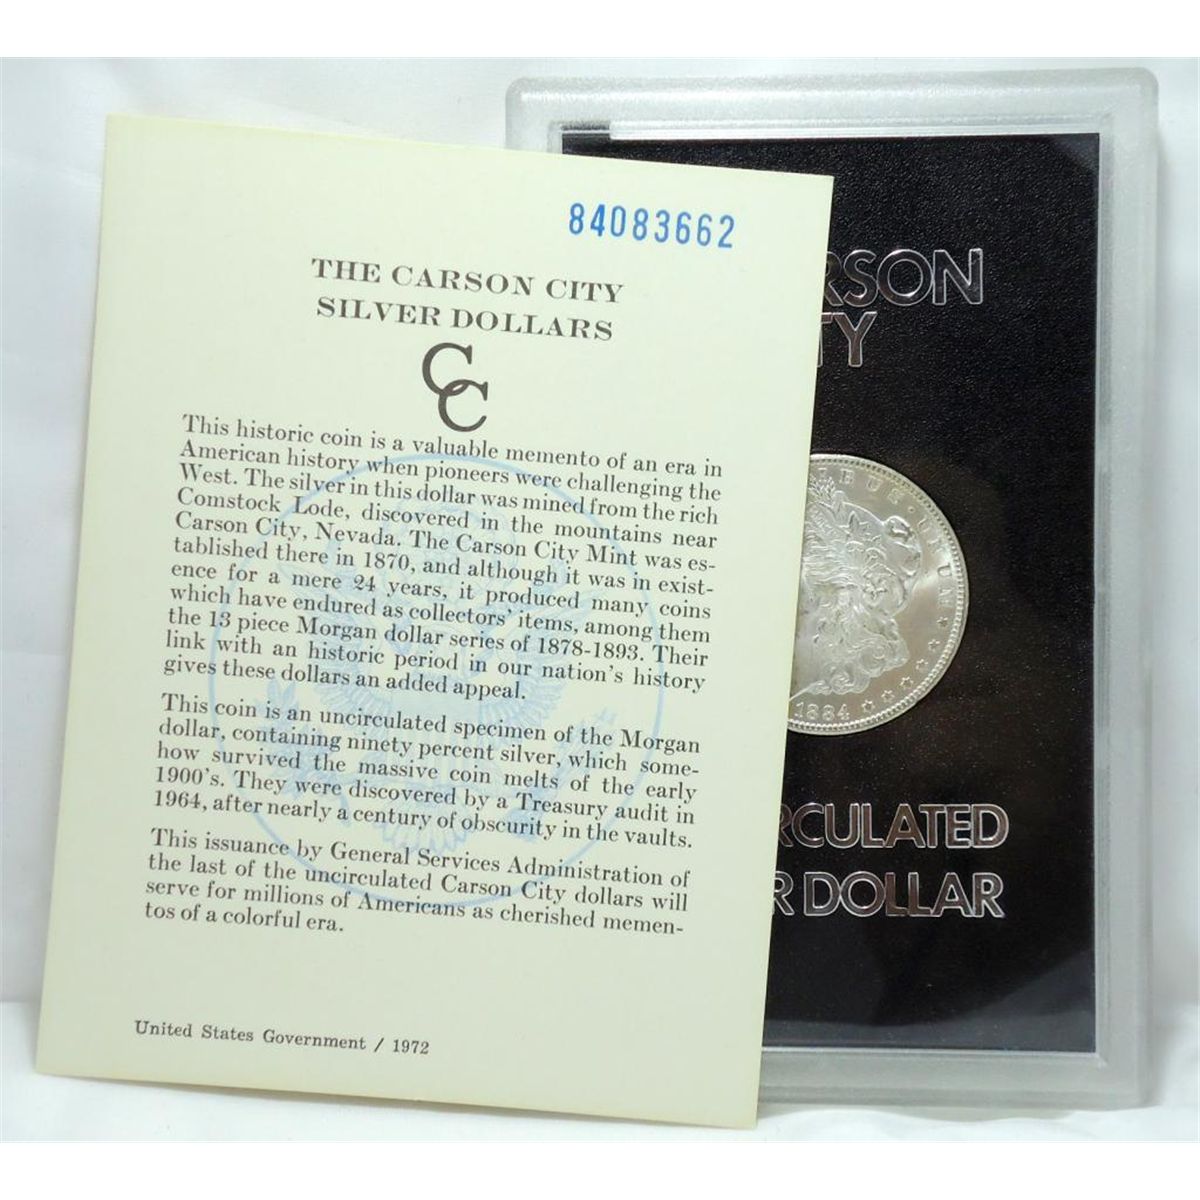 84083662
THE CARSON CITY
SILVER DOLLARS
CC
This historic coin is a valuable memento of an era in
American history when pioneers were challenging the
West. The silver in this dollar was mined from the rich
Comstock Lode, discovered in the mountains near
Carson City, Nevada. The Carson City Mint was es-
tablished there in 1870, and although it was in exist-
ence for a mere 24 years, it produced many coins
which have endured as collectors' items, among them
the 13 piece Morgan dollar series of 1878-1893. Their
link with an historic period in our nation's history
gives these dollars an added appeal.
This coin is an uncirculated specimen of the Morgan
dollar, containing ninety percent silver, which some-
how survived the massive coin melts of the early
1900's. They were discovered by a Treasury audit in
1964, after nearly a century of obscurity in the vaults.
This issuance by General Services Administration of
the last of the uncirculated Carson City dollars will
serve for millions of Americans as cherished memen-
tos of a colorful era.
United States Government / 1972
RSON
TY
RIBUS · UNUM
1884
RCULATED
R DOLLAR